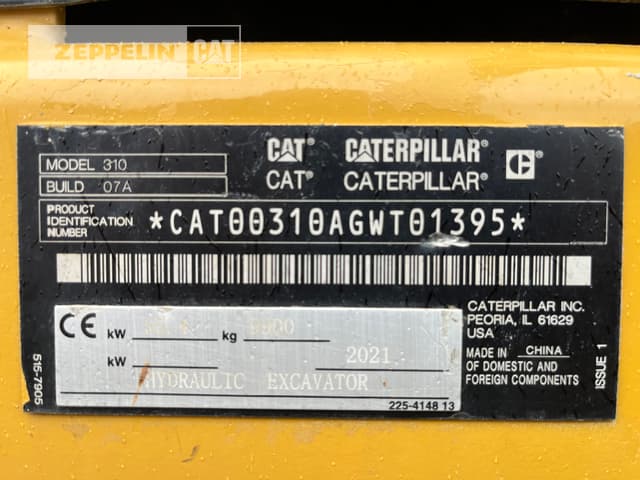 ZEPPELIN CAT
MODEL 310
BUILD 07A
CAT® CATERPILLAR®
CAT® CATERPILLAR®
C
PRODUCT
IDENTIFICATION
NUMBER
*CAT00310AGWT01395*
CE kW kg
kW 2021
HYDRAULIC EXCAVATOR
225-4148 13
CATERPILLAR INC.
PEORIA, IL 61629
USA
MADE IN CHINA
OF DOMESTIC AND
FOREIGN COMPONENTS
515-7905
ISSUE 1